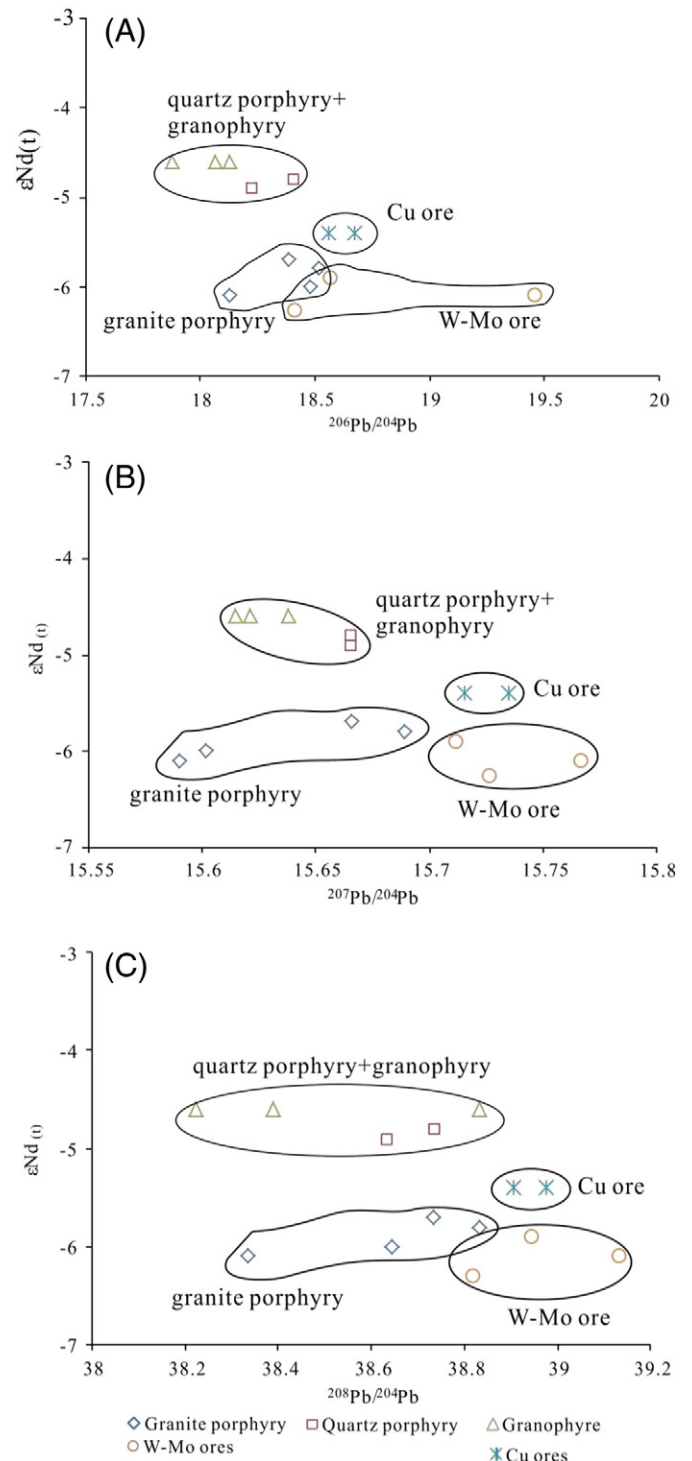 (A)
-3
-4
-5
-6
-7
εNd(t)
quartz porphyry+
granophyry
Cu ore
granite porphyry
W-Mo ore
17.5 18 18.5 19 19.5 20
206Pb/204Pb
(B)
-3
-4
-5
-6
-7
εNd (t)
quartz porphyry+
granophyry
Cu ore
granite porphyry
W-Mo ore
15.55 15.6 15.65 15.7 15.75 15.8
207Pb/204Pb
(C)
-3
-4
-5
-6
-7
εNd (t)
quartz porphyry+granophyry
Cu ore
granite porphyry
W-Mo ore
38 38.2 38.4 38.6 38.8 39 39.2
208Pb/204Pb
Granite porphyry Quartz porphyry Granophyre
W-Mo ores Cu ores